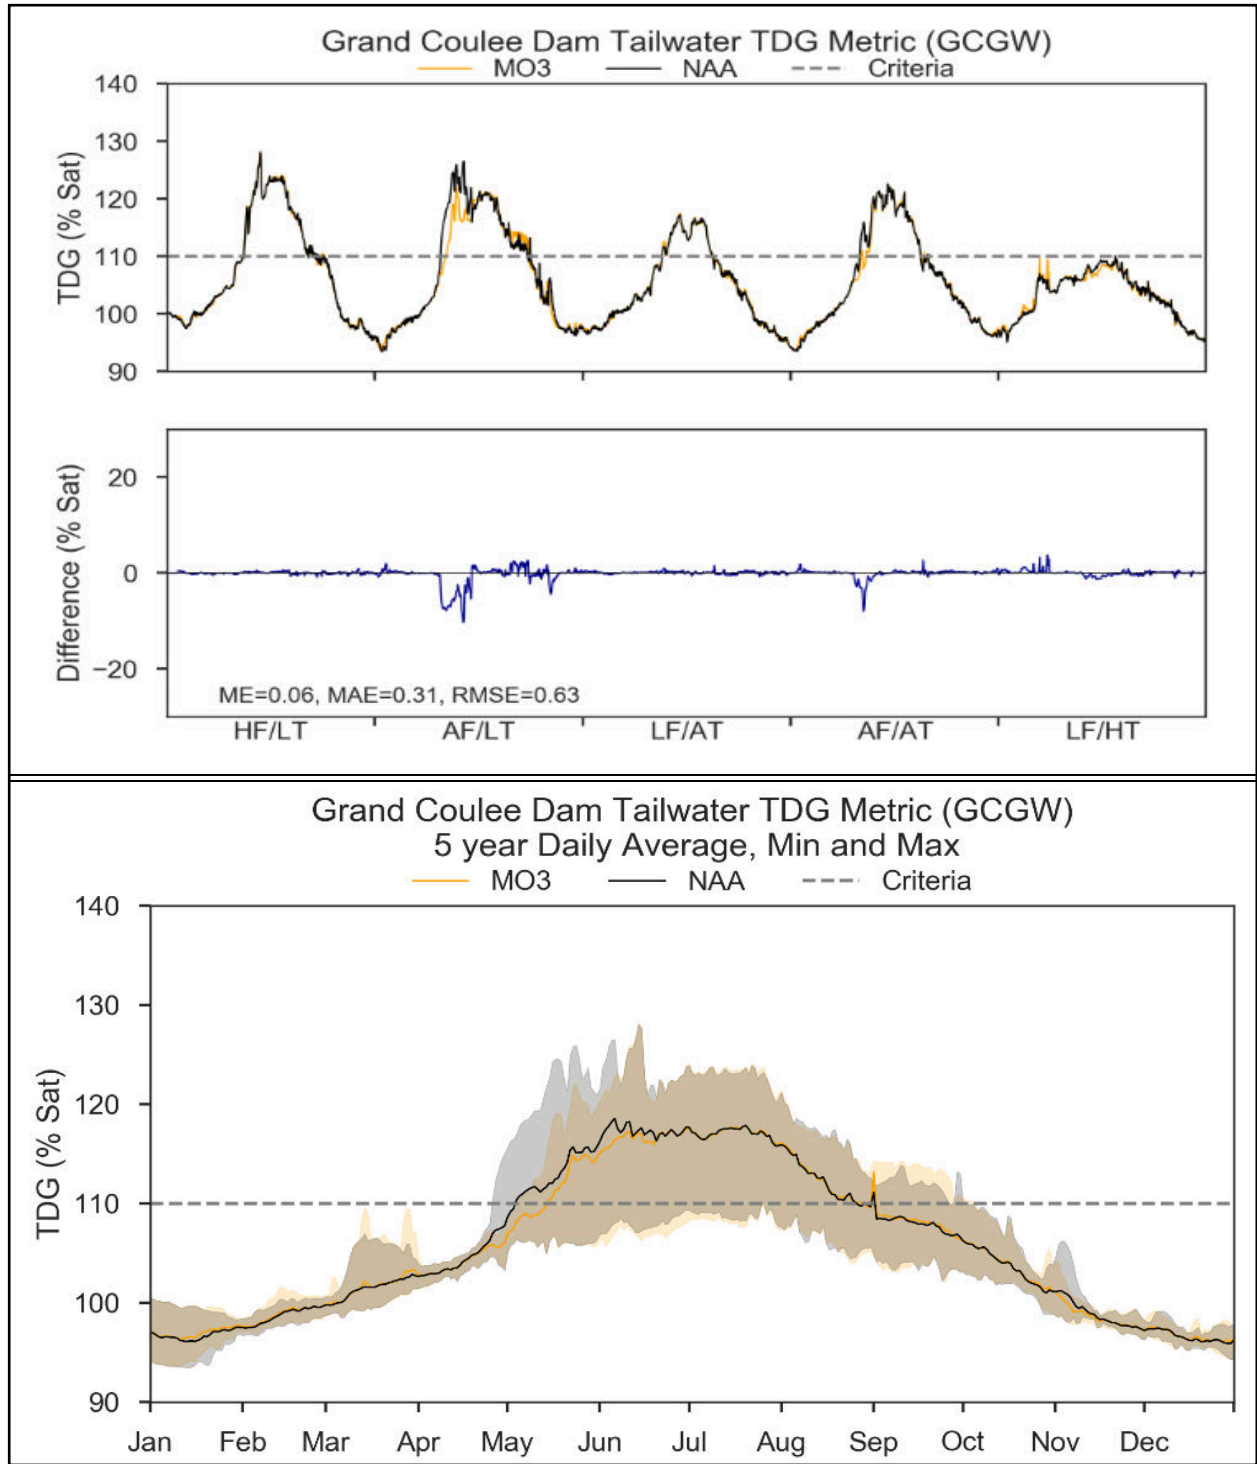 Grand Coulee Dam Tailwater TDG Metric (GCGW)
MO3 NAA Criteria
140
130
120
110
100
90
TDG (% Sat)
20
0
−20
Difference (% Sat)
ME=0.06, MAE=0.31, RMSE=0.63
HF/LT AF/LT LF/AT AF/AT LF/HT
Grand Coulee Dam Tailwater TDG Metric (GCGW)
5 year Daily Average, Min and Max
MO3 NAA Criteria
140
130
120
110
100
90
TDG (% Sat)
Jan Feb Mar Apr May Jun Jul Aug Sep Oct Nov Dec